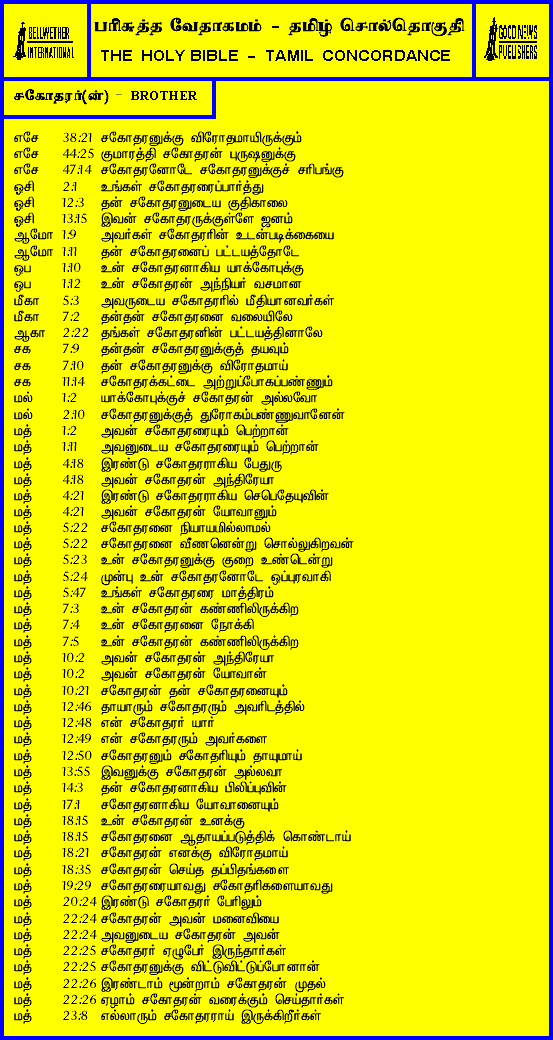 BELLWETHER
INTERNATIONAL
பரிசுத்த வேதாகமம் - தமிழ் சொல்தொகுதி
THE HOLY BIBLE - TAMIL CONCORDANCE
GOOD NEWS
PUBLISHERS
சகோதரர்(ன்) - BROTHER
எசே 38:21 சகோதரனுக்கு விரோதமாயிருக்கும்
எசே 44:25 குமாரத்தி சகோதரன் புருஷனுக்கு
எசே 47:14 சகோதரனோடே சகோதரனுக்குச் சரிபங்கு
ஓசி 2:1 உங்கள் சகோதரரைப்பார்த்து
ஓசி 12:3 தன் சகோதரனுடைய குதிகாலை
ஓசி 13:15 இவன் சகோதரருக்குள்ளே ஜனம்
ஆமோ 1:9 அவர்கள் சகோதரரின் உடன்படிக்கையை
ஆமோ 1:11 தன் சகோதரனைப் பட்டயத்தோடே
ஒப 1:10 உன் சகோதரனாகிய யாக்கோபுக்கு
ஒப 1:12 உன் சகோதரன் அந்நியர் வசமான
மீகா 5:3 அவருடைய சகோதரரில் மீதியானவர்கள்
மீகா 7:2 தன்தன் சகோதரனை வலையிலே
ஆகா 2:22 தங்கள் சகோதரனின் பட்டயத்தினாலே
சக 7:9 தன்தன் சகோதரனுக்குத் தயவும்
சக 7:10 தன் சகோதரனுக்கு விரோதமாய்
சக 11:14 சகோதரக்கட்டை அற்றுப்போகப்பண்ணும்
மல் 1:2 யாக்கோபுக்குச் சகோதரன் அல்லவோ
மல் 2:10 சகோதரனுக்குத் துரோகம்பண்ணுவானேன்
மத் 1:2 அவன் சகோதரரையும் பெற்றான்
மத் 1:11 அவனுடைய சகோதரரையும் பெற்றான்
மத் 4:18 இரண்டு சகோதரராகிய பேதுரு
மத் 4:18 அவன் சகோதரன் அந்திரேயா
மத் 4:21 இரண்டு சகோதரராகிய செபெதேயுவின்
மத் 4:21 அவன் சகோதரன் யோவானும்
மத் 5:22 சகோதரனை நியாயமில்லாமல்
மத் 5:22 சகோதரனை வீணனென்று சொல்லுகிறவன்
மத் 5:23 உன் சகோதரனுக்கு குறை உண்டென்று
மத் 5:24 முன்பு உன் சகோதரனோடே ஒப்புரவாகி
மத் 5:47 உங்கள் சகோதரரை மாத்திரம்
மத் 7:3 உன் சகோதரன் கண்ணிலிருக்கிற
மத் 7:4 உன் சகோதரனை நோக்கி
மத் 7:5 உன் சகோதரன் கண்ணிலிருக்கிற
மத் 10:2 அவன் சகோதரன் அந்திரேயா
மத் 10:2 அவன் சகோதரன் யோவான்
மத் 10:21 சகோதரன் தன் சகோதரனையும்
மத் 12:46 தாயாரும் சகோதரரும் அவரிடத்தில்
மத் 12:48 என் சகோதரர் யார்
மத் 12:49 என் சகோதரரும் அவர்களை
மத் 12:50 சகோதரனும் சகோதரியும் தாயுமாய்
மத் 13:55 இவனுக்கு சகோதரன் அல்லவா
மத் 14:3 தன் சகோதரனாகிய பிலிப்புவின்
மத் 17:1 சகோதரனாகிய யோவானையும்
மத் 18:15 உன் சகோதரன் உனக்கு
மத் 18:15 சகோதரனை ஆதாயப்படுத்திக் கொண்டாய்
மத் 18:21 சகோதரன் எனக்கு விரோதமாய்
மத் 18:35 சகோதரன் செய்த தப்பிதங்களை
மத் 19:29 சகோதரரையாவது சகோதரிகளையாவது
மத் 20:24 இரண்டு சகோதரர் பேரிலும்
மத் 22:24 சகோதரன் அவன் மனைவியை
மத் 22:24 அவனுடைய சகோதரன் அவன்
மத் 22:25 சகோதரர் ஏழுபேர் இருந்தார்கள்
மத் 22:25 சகோதரனுக்கு விட்டுவிட்டுப்போனான்
மத் 22:26 இரண்டாம் மூன்றாம் சகோதரன் முதல்
மத் 22:26 ஏழாம் சகோதரன் வரைக்கும் செய்தார்கள்
மத் 23:8 எல்லாரும் சகோதரராய் இருக்கிறீர்கள்